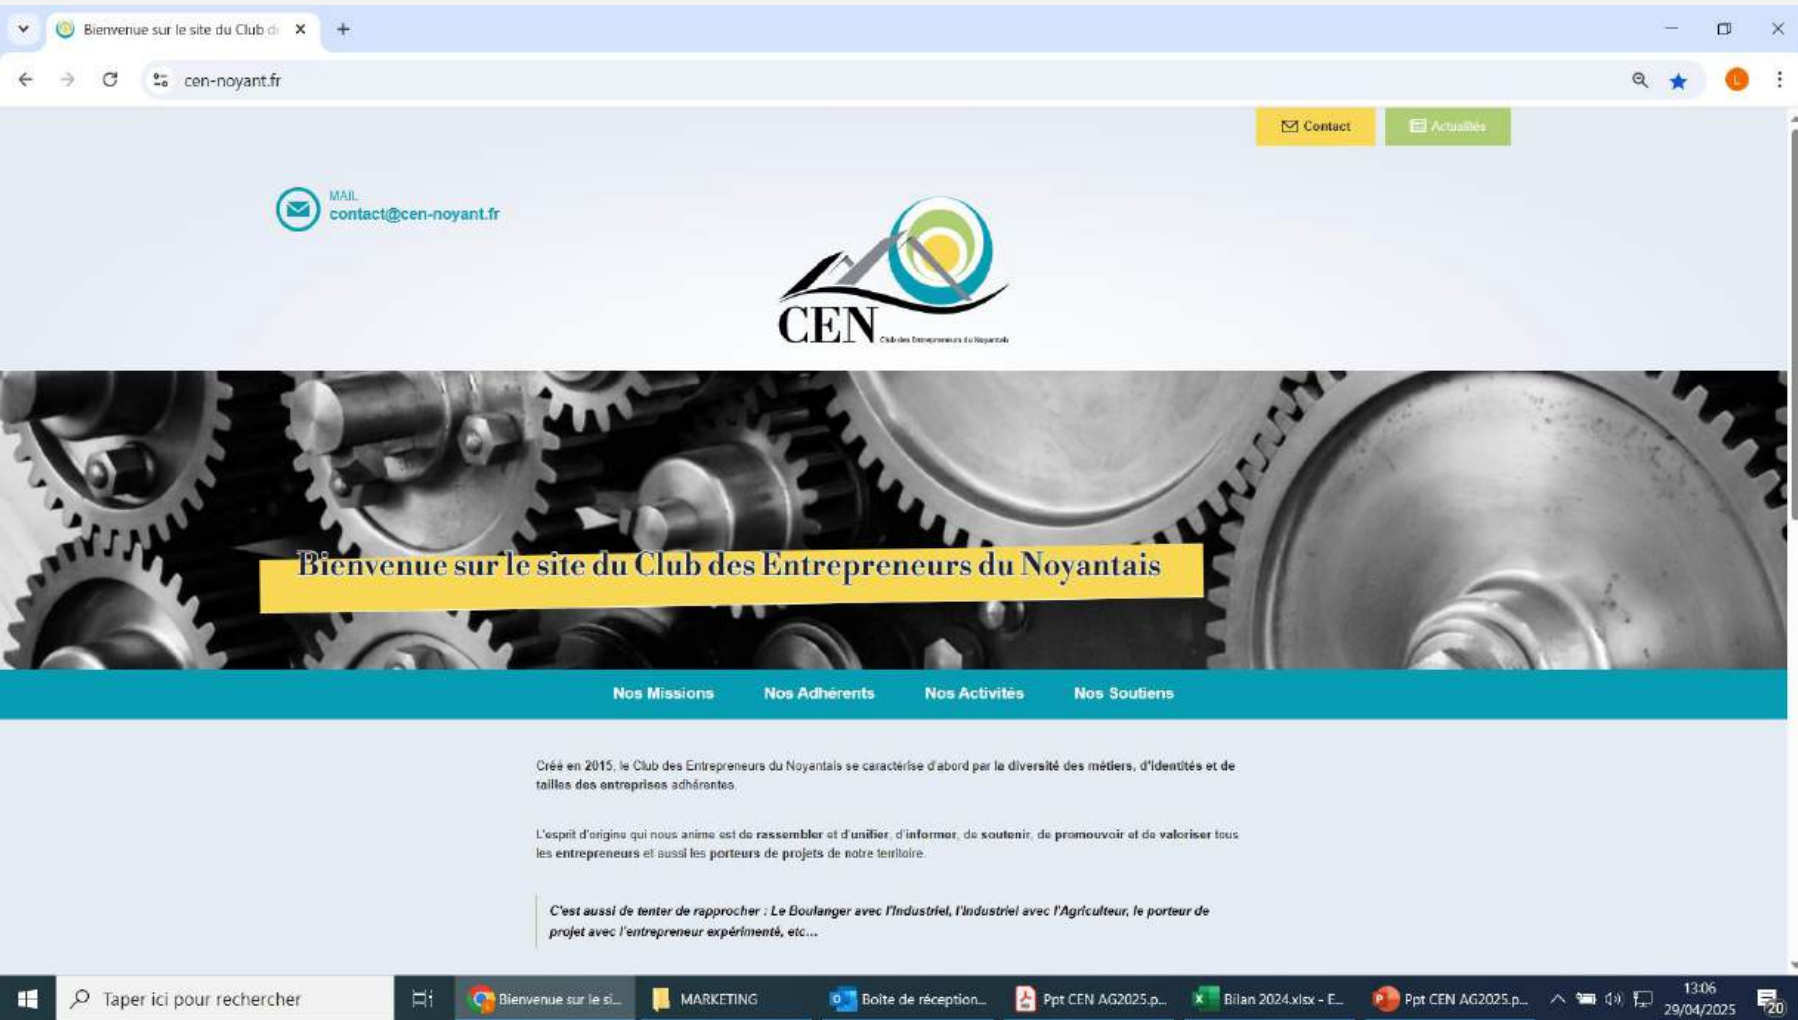 Bienvenue sur le site du Club d
cen-noyant.fr
Contact
Actualités
MAIL
contact@cen-noyant.fr
CEN
Club des Entrepreneurs du Noyantais
Bienvenue sur le site du Club des Entrepreneurs du Noyantais
Nos Missions
Nos Adhérents
Nos Activités
Nos Soutiens
Créé en 2015, le Club des Entrepreneurs du Noyantais se caractérise d'abord par la diversité des métiers, d'identités et de
tailles des entreprises adhérentes.
L'esprit d'origine qui nous anime est de rassembler et d'unifier, d'informer, de soutenir, de promouvoir et de valoriser tous
les entrepreneurs et aussi les porteurs de projets de notre territoire.
C'est aussi de tenter de rapprocher : Le Boulanger avec l'Industriel, l'Industriel avec l'Agriculteur, le porteur de
projet avec l'entrepreneur expérimenté, etc...
Taper ici pour rechercher
Bienvenue sur le si...
MARKETING
Boîte de réception...
Ppt CEN AG2025.p...
Bilan 2024.xlsx - E...
Ppt CEN AG2025.p...
13:06
29/04/2025
20